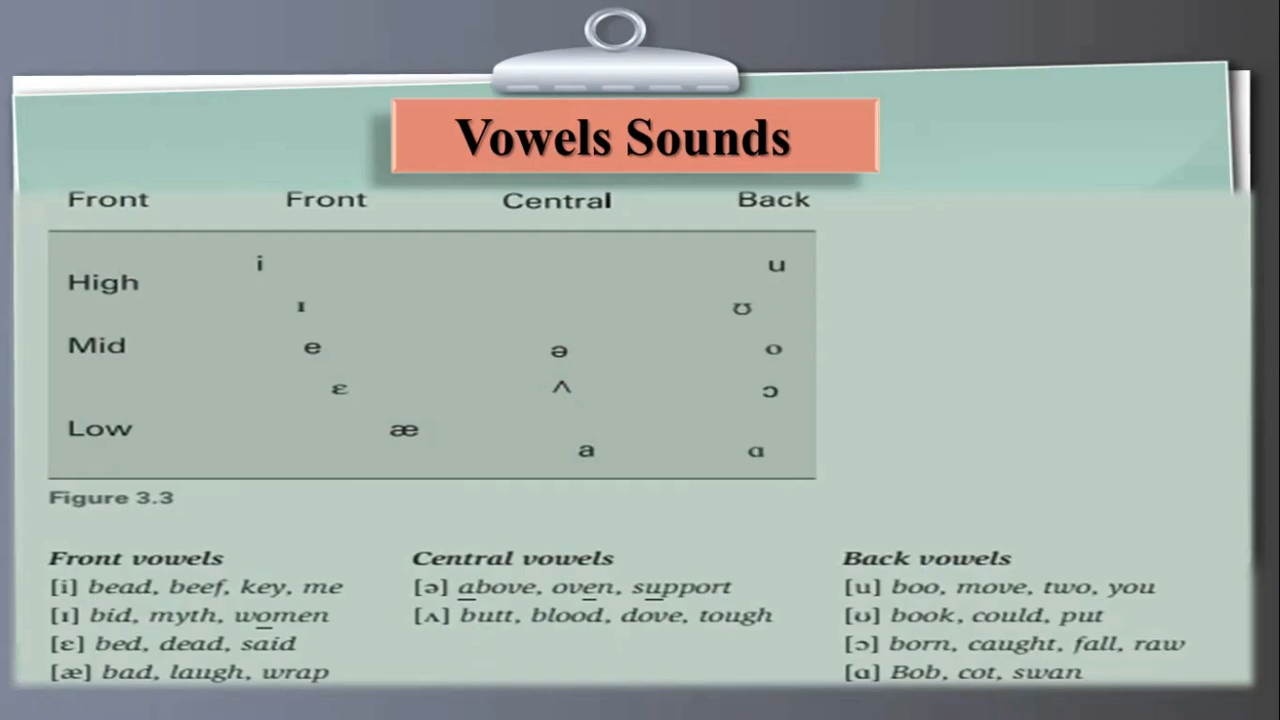 Vowels Sounds
Front Front Central Back
i u
High
ɪ ʊ
Mid e ə o
ɛ ʌ ɔ
Low æ
a ɑ
Figure 3.3
Front vowels Central vowels Back vowels
[i] bead, beef, key, me [ə] above, oven, support [u] boo, move, two, you
[ɪ] bid, myth, women [ʌ] butt, blood, dove, tough [ʊ] book, could, put
[ɛ] bed, dead, said [ɔ] born, caught, fall, raw
[æ] bad, laugh, wrap [ɑ] Bob, cot, swan